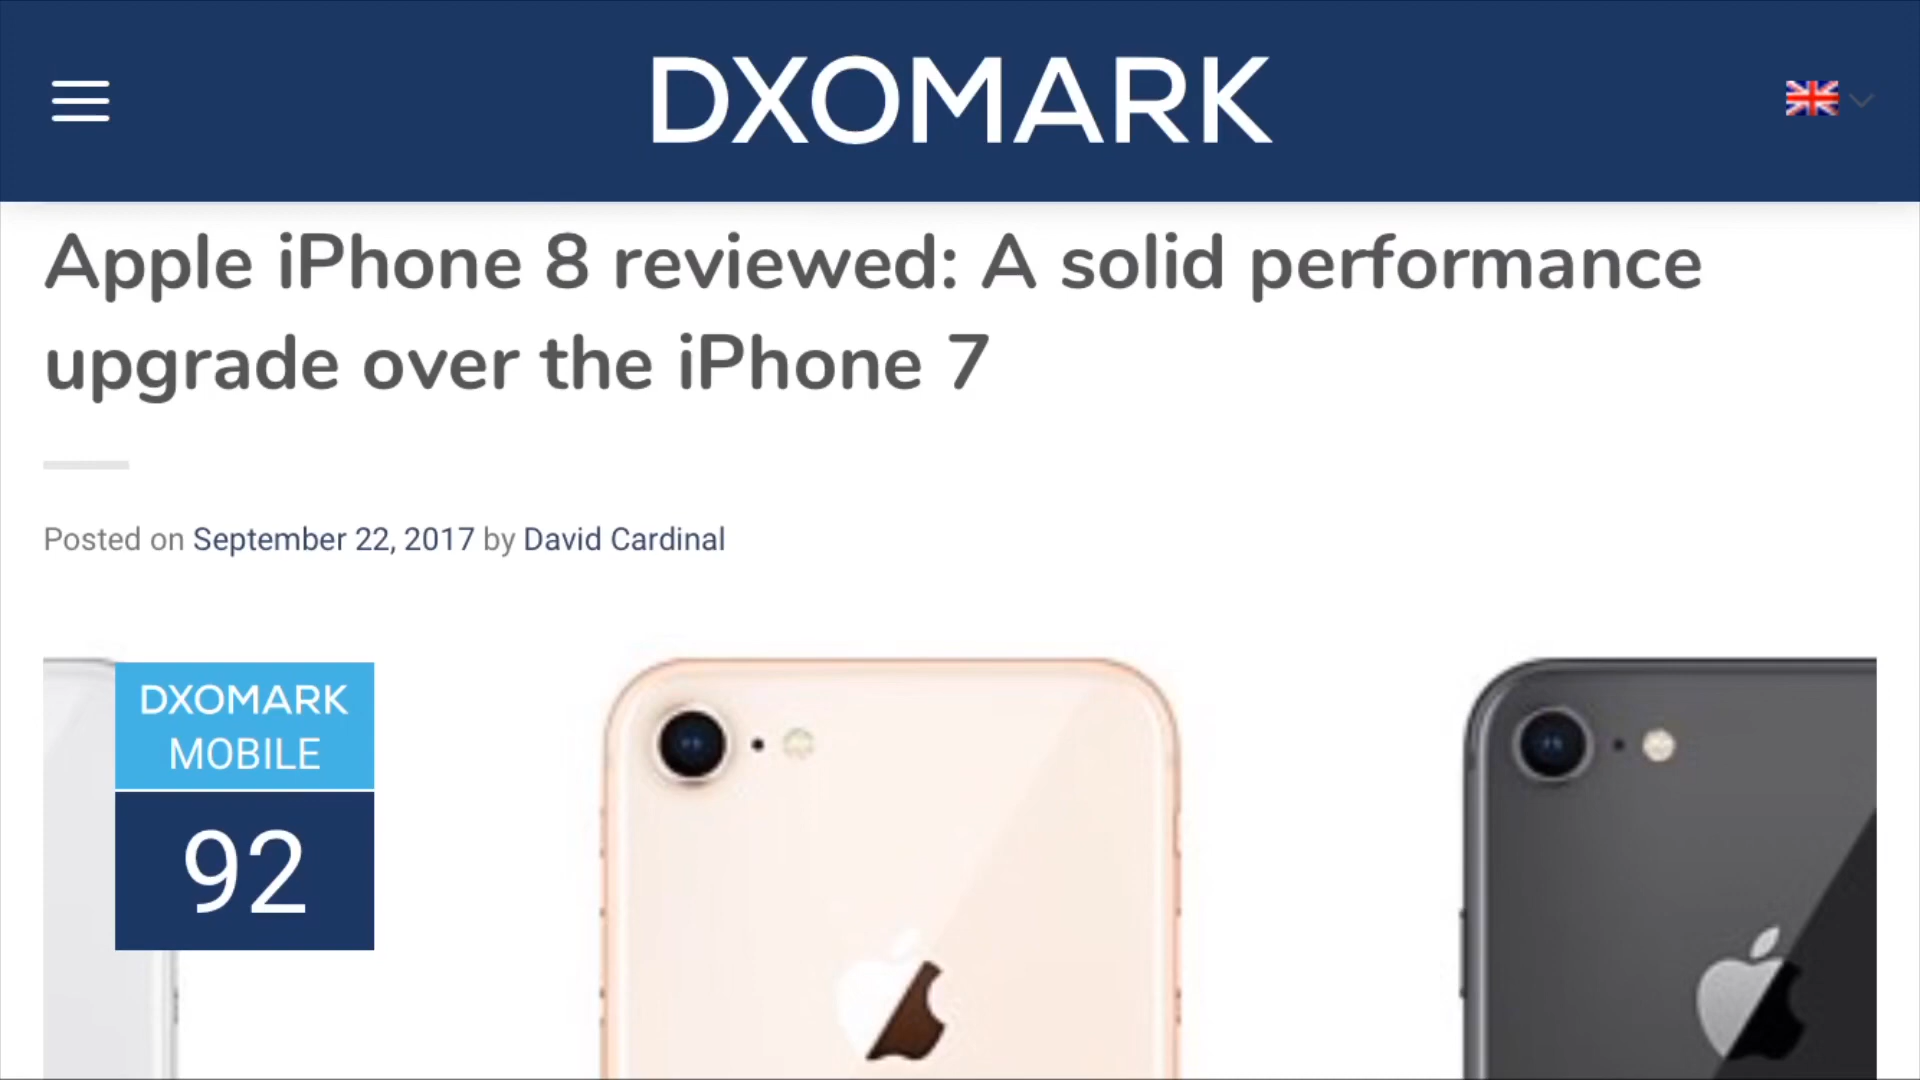 DXOMARK
Apple iPhone 8 reviewed: A solid performance
upgrade over the iPhone 7
Posted on September 22, 2017 by David Cardinal
DXOMARK
MOBILE
92